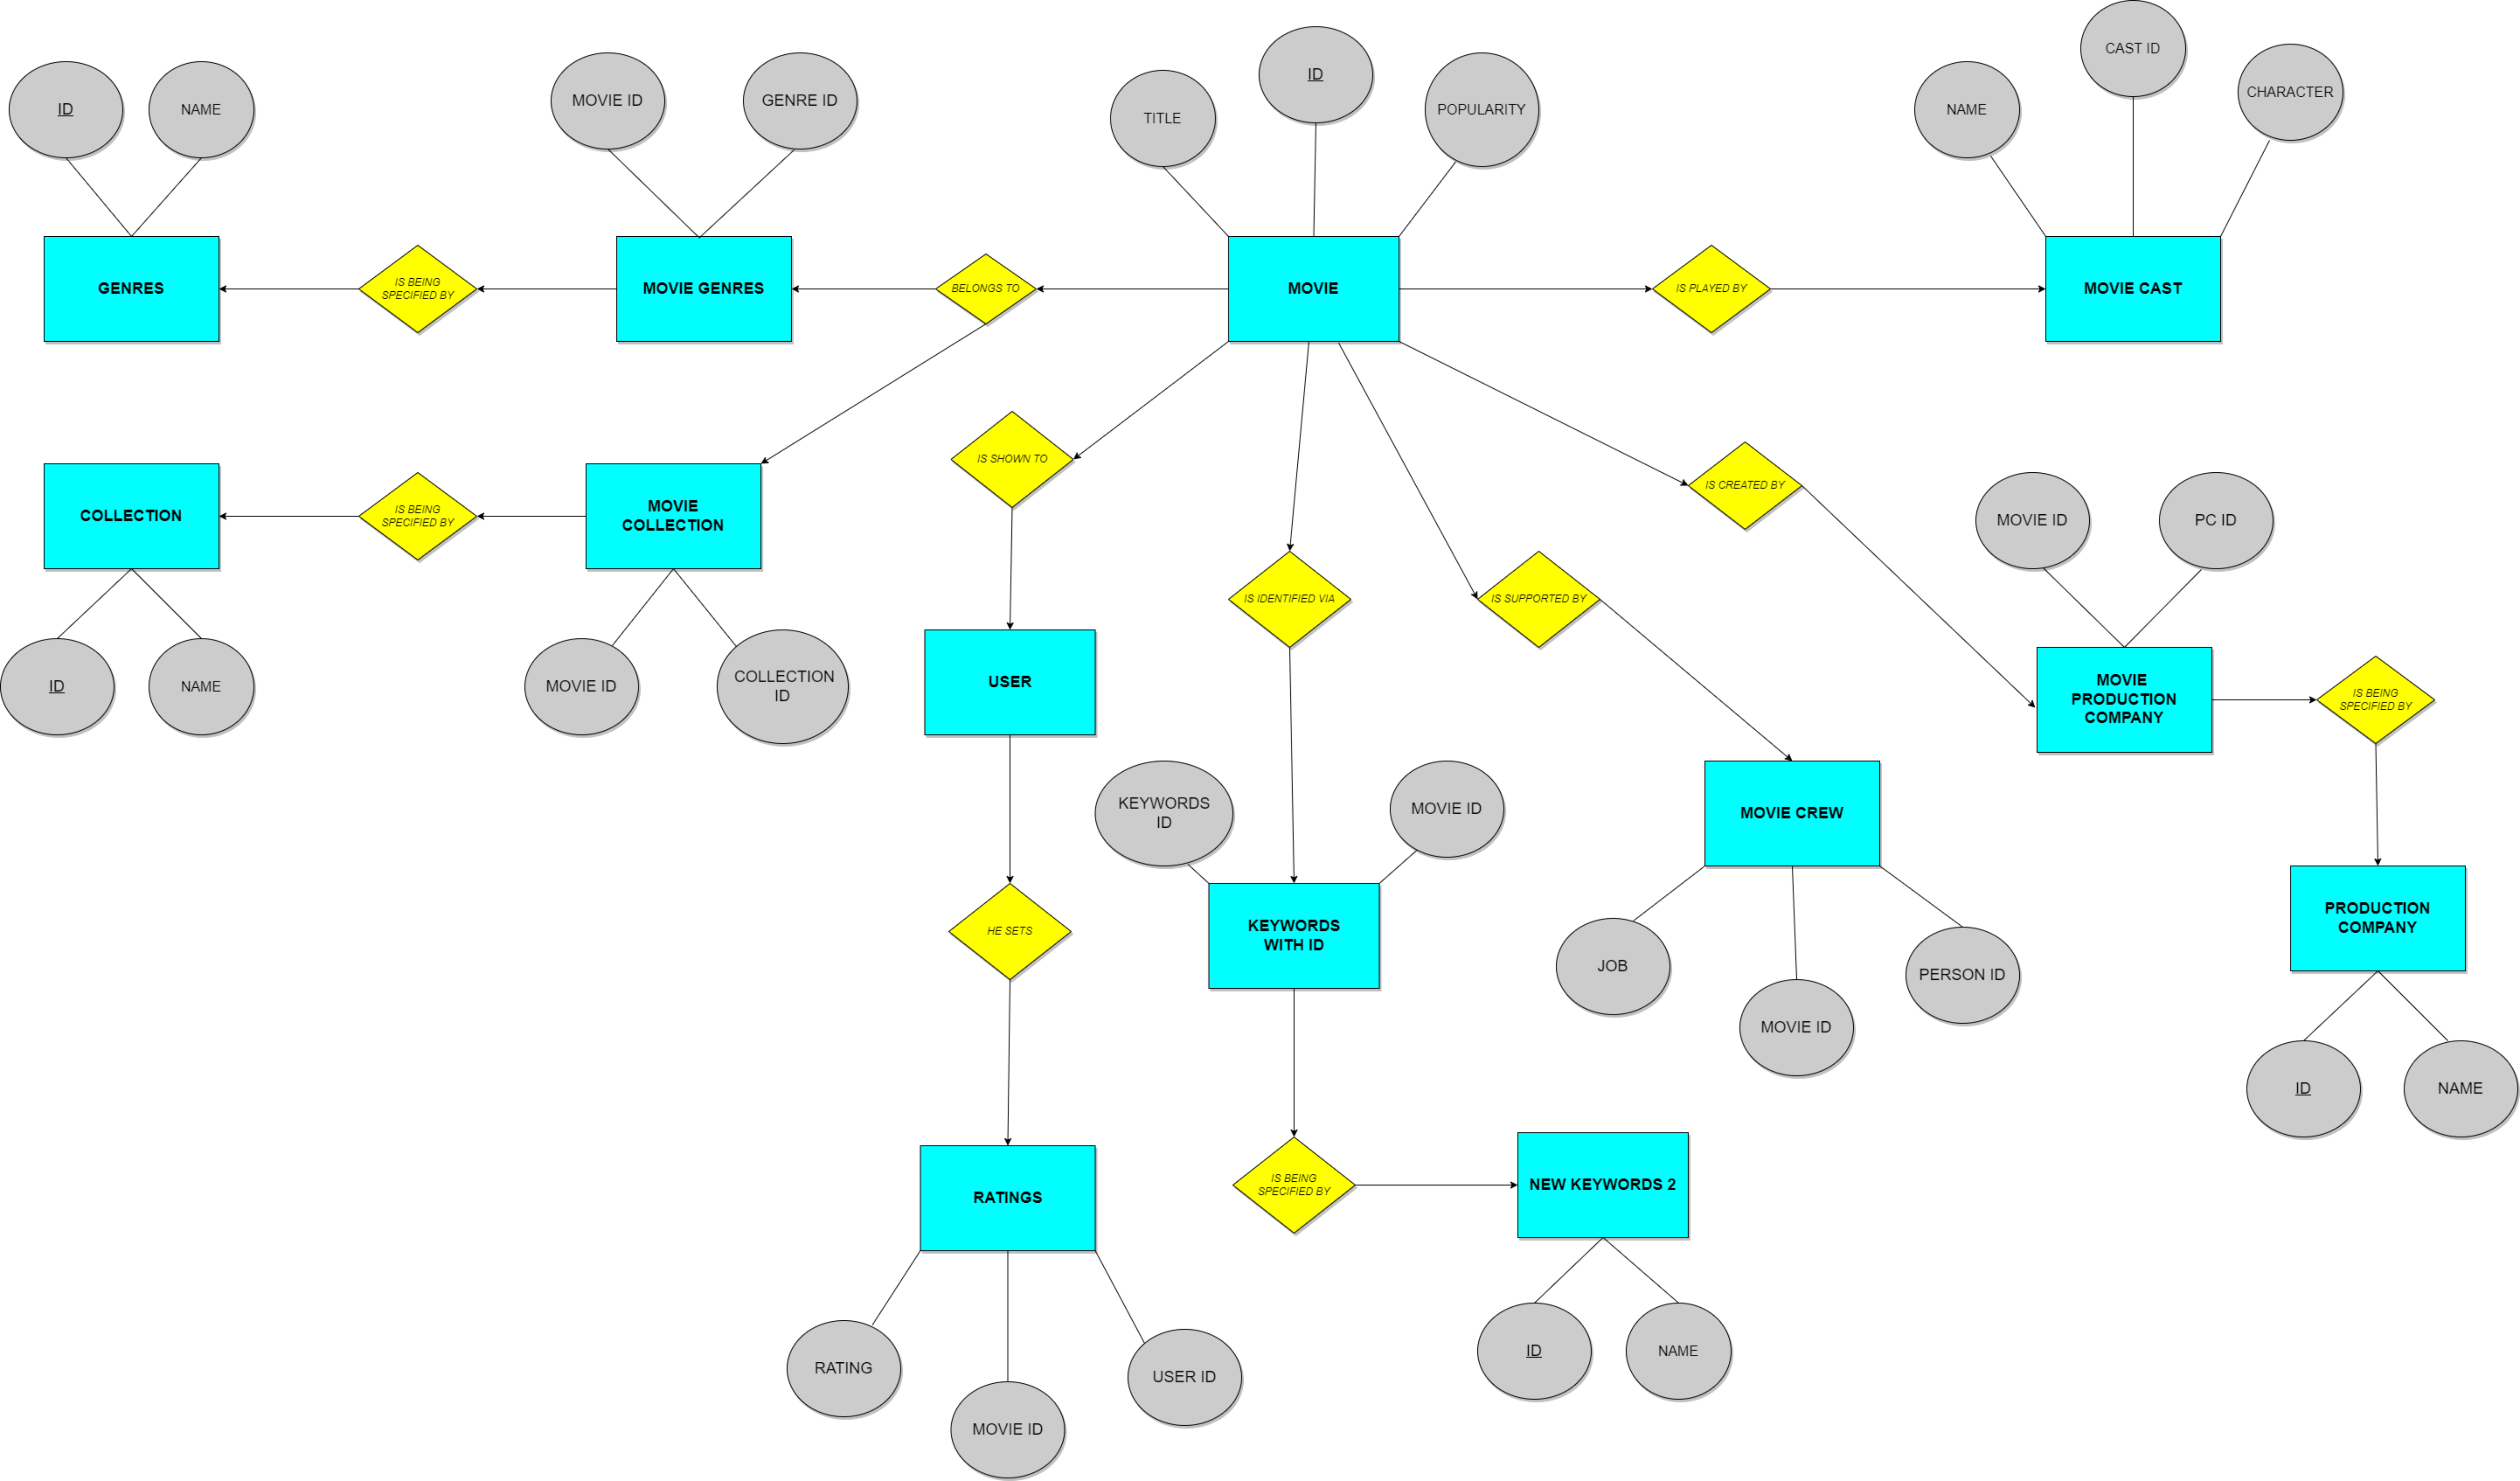 ID
NAME
MOVIE ID
GENRE ID
TITLE
ID
POPULARITY
NAME
CAST ID
CHARACTER
GENRES
IS BEING
SPECIFIED BY
MOVIE GENRES
BELONGS TO
MOVIE
IS PLAYED BY
MOVIE CAST
COLLECTION
IS BEING
SPECIFIED BY
MOVIE
COLLECTION
IS SHOWN TO
IS CREATED BY
MOVIE ID
PC ID
IS IDENTIFIED VIA
IS SUPPORTED BY
ID
NAME
MOVIE ID
COLLECTION
ID
USER
MOVIE
PRODUCTION
COMPANY
IS BEING
SPECIFIED BY
KEYWORDS
ID
MOVIE ID
MOVIE CREW
HE SETS
KEYWORDS
WITH ID
PRODUCTION
COMPANY
JOB
MOVIE ID
PERSON ID
ID
NAME
RATINGS
IS BEING
SPECIFIED BY
NEW KEYWORDS 2
RATING
MOVIE ID
USER ID
ID
NAME